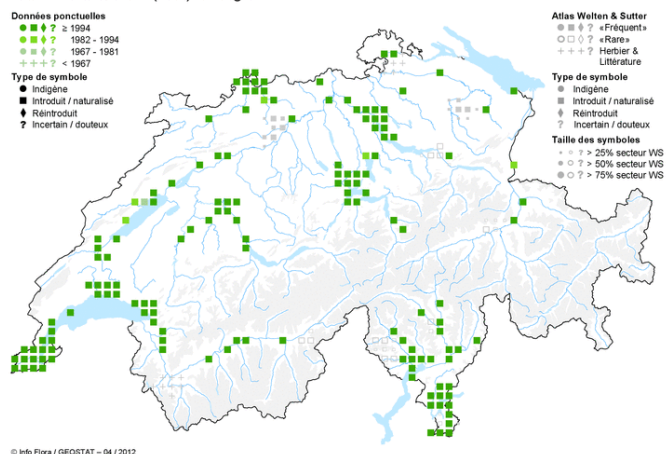 Données ponctuelles
≥ 1994
1982 - 1994
1967 - 1981
< 1967
Type de symbole
Indigène
Introduit / naturalisé
Réintroduit
? Incertain / douteux
Atlas Welten & Sutter
«Fréquent»
«Rare»
Herbier &
Littérature
Type de symbole
Indigène
Introduit / naturalisé
Réintroduit
? Incertain / douteux
Taille des symboles
? > 25% secteur WS
? > 50% secteur WS
? > 75% secteur WS
© Info Flora / GEOSTAT – 04 / 2012